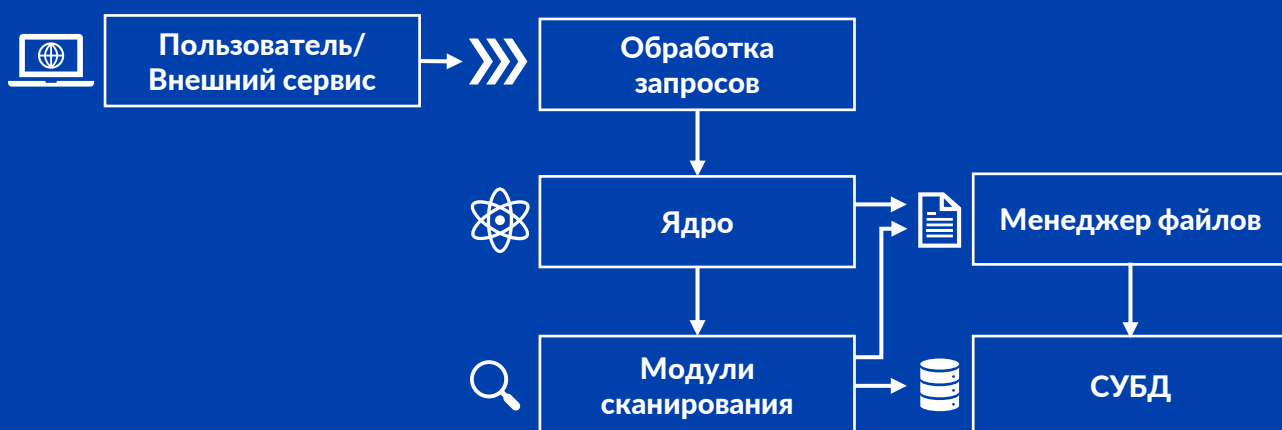 Пользователь/
Внешний сервис
Обработка
запросов
Ядро
Менеджер файлов
Модули
сканирования
СУБД